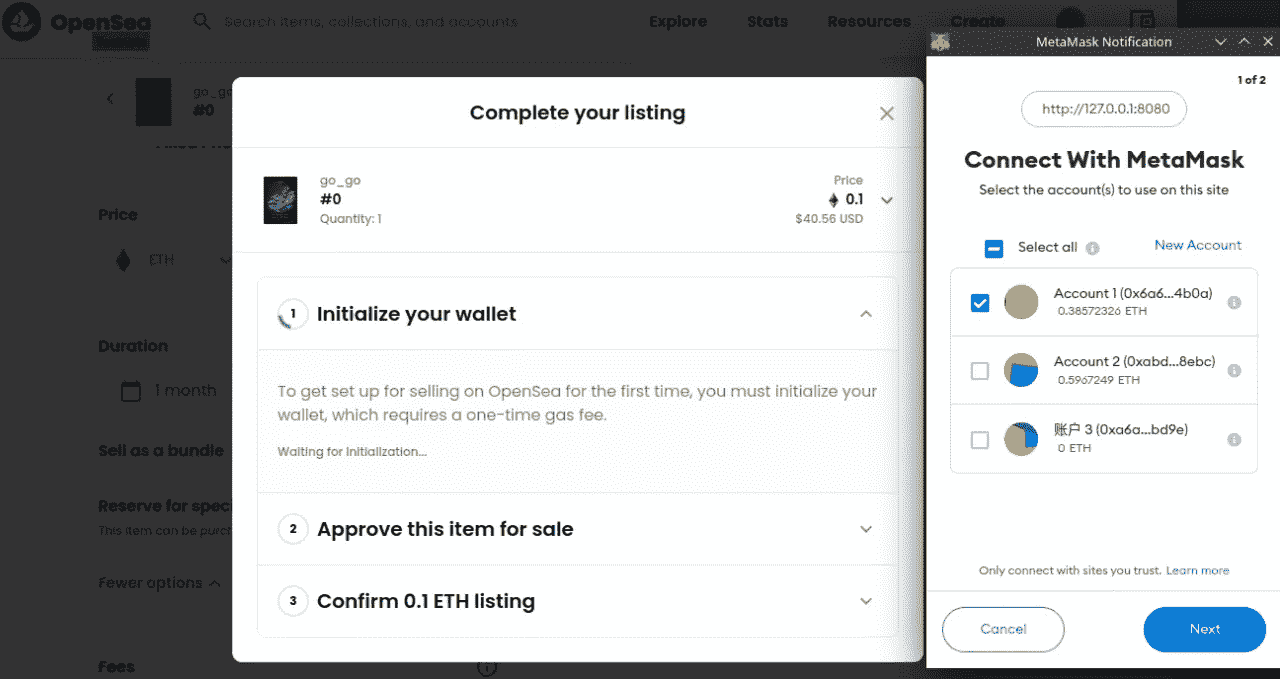 OpenSea
Search items, collections, and accounts
Explore
Stats
Resources
Create
go_go
#0
Price
ETH
Duration
1 month
Sell as a bundle
Reserve for
This item can be
Fewer options
Fees
Complete your listing
go_go
#0
Quantity: 1
Price
0.1
$40.56 USD
1
Initialize your wallet
To get set up for selling on OpenSea for the first time, you must initialize your
wallet, which requires a one-time gas fee.
Waiting for Initialization...
2
Approve this item for sale
3
Confirm 0.1 ETH listing
MetaMask Notification
1 of 2
http://127.0.0.1:8080
Connect With MetaMask
Select the account(s) to use on this site
Select all
New Account
Account 1 (0x6a6...4b0a)
0.38572326 ETH
Account 2 (0xabd...8ebc)
0.5967249 ETH
账户 3 (0xa6a...bd9e)
0 ETH
Only connect with sites you trust. Learn more
Cancel
Next